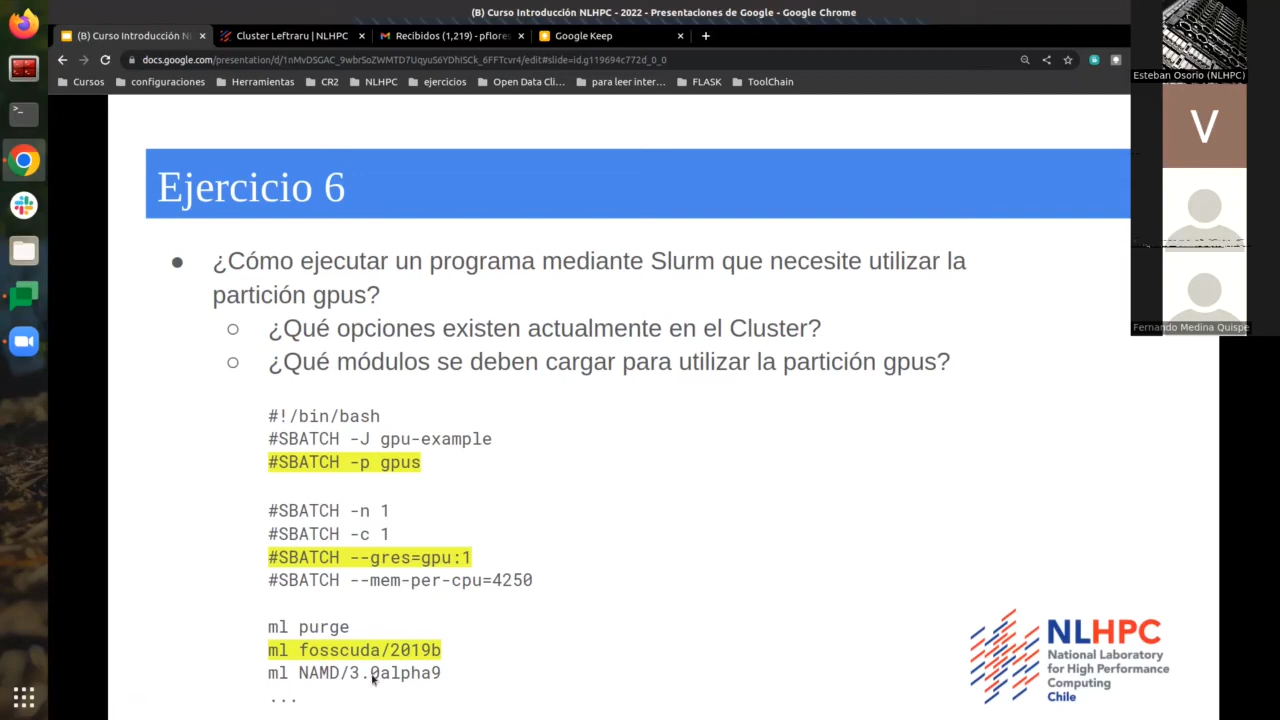 (B) Curso Introducción NLHPC - 2022 - Presentaciones de Google - Google Chrome
(B) Curso Introducción NL
Cluster Leftraru | NLHPC
Recibidos (1,219) - pflores
Google Keep
docs.google.com/presentation/d/1nMvDSGAC_9wbrSoZWMTD7UqyuS6YDhISCk_6FFTcvr4/edit#slide=id.g119694c772d_0_0
Cursos
configuraciones
Herramientas
CR2
NLHPC
ejercicios
Open Data Cli...
para leer inter...
FLASK
ToolChain
Esteban Osorio (NLHPC)
V
Fernando Medina Quispe
Ejercicio 6
● ¿Cómo ejecutar un programa mediante Slurm que necesite utilizar la
partición gpus?
○ ¿Qué opciones existen actualmente en el Cluster?
○ ¿Qué módulos se deben cargar para utilizar la partición gpus?
#!/bin/bash
#SBATCH -J gpu-example
#SBATCH -p gpus
#SBATCH -n 1
#SBATCH -c 1
#SBATCH --gres=gpu:1
#SBATCH --mem-per-cpu=4250
ml purge
ml fosscuda/2019b
ml NAMD/3.0alpha9
...
NLHPC
National Laboratory
for High Performance
Computing
Chile